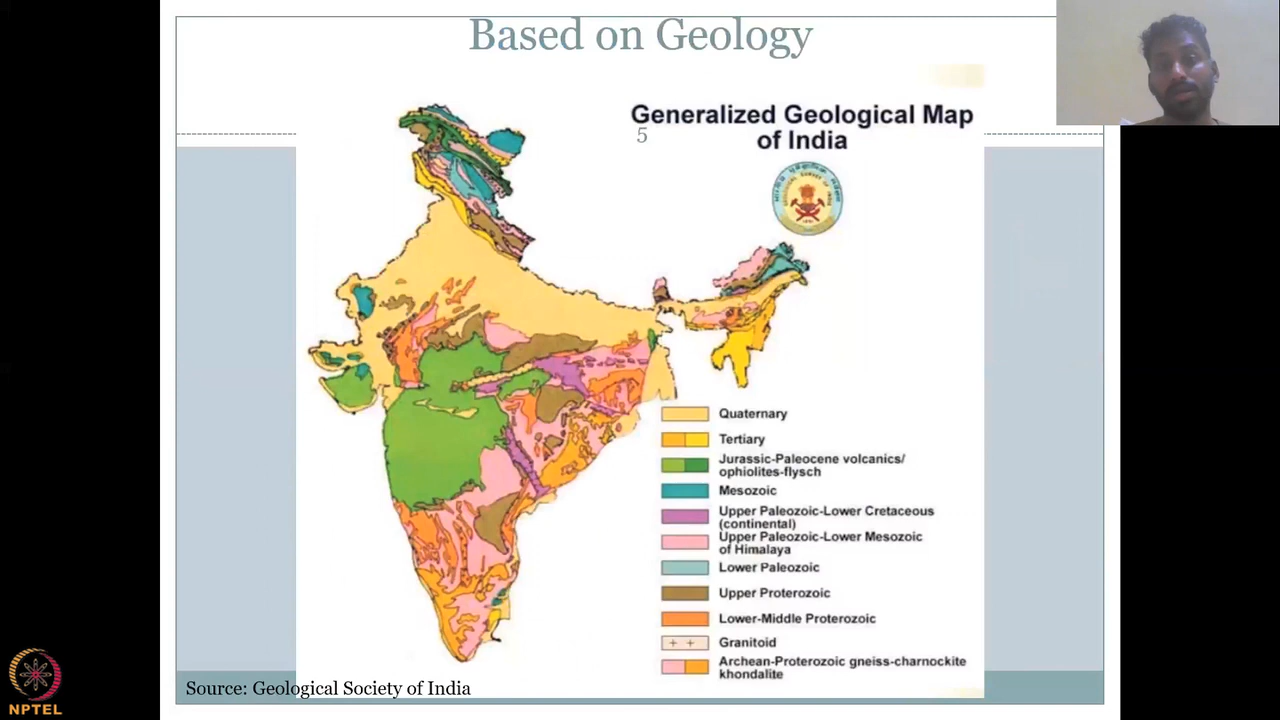 Based on Geology
Generalized Geological Map
of India
5
Quaternary
Tertiary
Jurassic-Paleocene volcanics/
ophiolites-flysch
Mesozoic
Upper Paleozoic-Lower Cretaceous
(continental)
Upper Paleozoic-Lower Mesozoic
of Himalaya
Lower Paleozoic
Upper Proterozoic
Lower-Middle Proterozoic
+ +
Granitoid
Archean-Proterozoic gneiss-charnockite
khondalite
Source: Geological Society of India
NPTEL